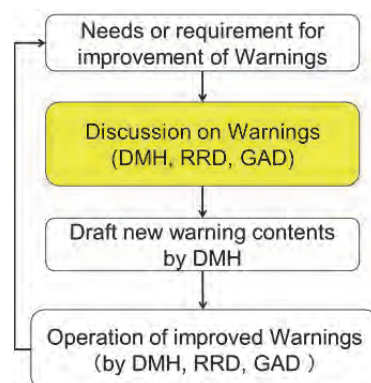 Needs or requirement for
improvement of Warnings
Discussion on Warnings
(DMH, RRD, GAD)
Draft new warning contents
by DMH
Operation of improved Warnings
（by DMH, RRD, GAD ）